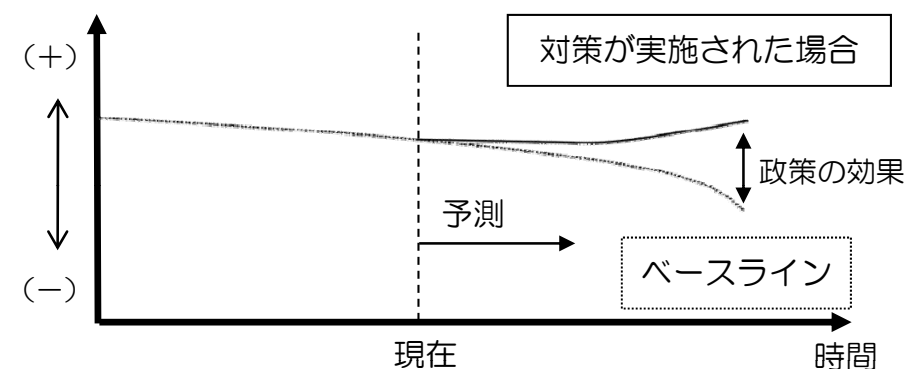 (＋)
対策が実施された場合
政策の効果
予測
ベースライン
(－)
現在
時間